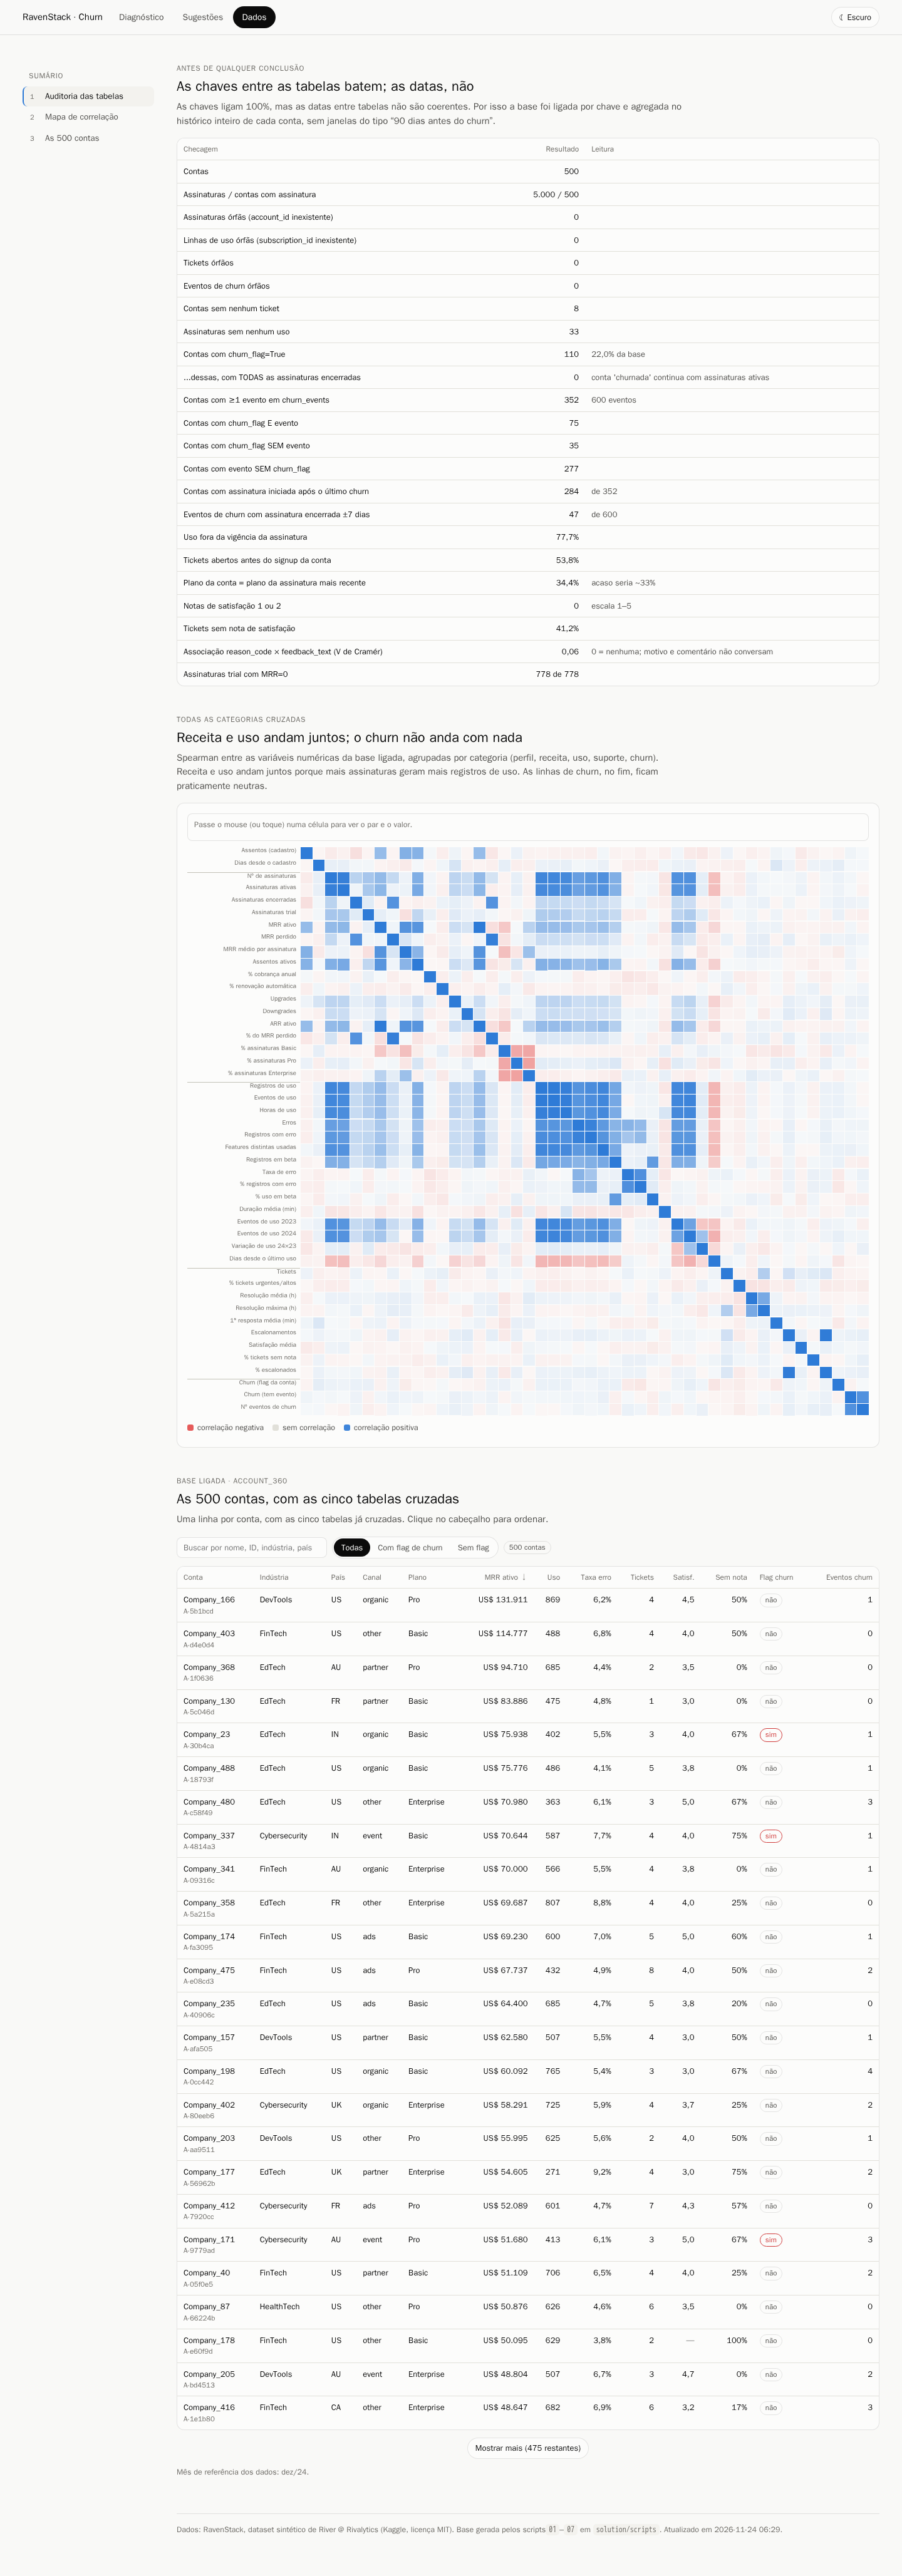 RavenStack · Churn Diagnóstico Sugestões Dados ☾ Escuro
SUMÁRIO
1 Auditoria das tabelas
2 Mapa de correlação
3 As 500 contas
ANTES DE QUALQUER CONCLUSÃO
As chaves entre as tabelas batem; as datas, não
As chaves ligam 100%, mas as datas entre tabelas não são coerentes. Por isso a base foi ligada por chave e agregada no
histórico inteiro de cada conta, sem janelas do tipo "90 dias antes do churn".
Checagem Resultado Leitura
Contas 500
Assinaturas / contas com assinatura 5.000 / 500
Assinaturas órfãs (account_id inexistente) 0
Linhas de uso órfãs (subscription_id inexistente) 0
Tickets órfãos 0
Eventos de churn órfãos 0
Contas sem nenhum ticket 8
Assinaturas sem nenhum uso 33
Contas com churn_flag=True 110 22,0% da base
...dessas, com TODAS as assinaturas encerradas 0 conta 'churnada' continua com assinaturas ativas
Contas com ≥1 evento em churn_events 352 600 eventos
Contas com churn_flag E evento 75
Contas com churn_flag SEM evento 35
Contas com evento SEM churn_flag 277
Contas com assinatura iniciada após o último churn 284 de 352
Eventos de churn com assinatura encerrada ±7 dias 47 de 600
Uso fora da vigência da assinatura 77,7%
Tickets abertos antes do signup da conta 53,8%
Plano da conta = plano da assinatura mais recente 34,4% acaso seria ~33%
Notas de satisfação 1 ou 2 0 escala 1–5
Tickets sem nota de satisfação 41,2%
Associação reason_code × feedback_text (V de Cramér) 0,06 0 = nenhuma; motivo e comentário não conversam
Assinaturas trial com MRR=0 778 de 778
TODAS AS CATEGORIAS CRUZADAS
Receita e uso andam juntos; o churn não anda com nada
Spearman entre as variáveis numéricas da base ligada, agrupadas por categoria (perfil, receita, uso, suporte, churn).
Receita e uso andam juntos porque mais assinaturas geram mais registros de uso. As linhas de churn, no fim, ficam
praticamente neutras.
Passe o mouse (ou toque) numa célula para ver o par e o valor.
Assentos (cadastro)
Dias desde o cadastro
Nº de assinaturas
Assinaturas ativas
Assinaturas encerradas
Assinaturas trial
MRR ativo
MRR perdido
MRR médio por assinatura
Assentos ativos
% cobrança anual
% renovação automática
Upgrades
Downgrades
ARR ativo
% do MRR perdido
% assinaturas Basic
% assinaturas Pro
% assinaturas Enterprise
Registros de uso
Eventos de uso
Horas de uso
Erros
Registros com erro
Features distintas usadas
Registros em beta
Taxa de erro
% registros com erro
% uso em beta
Duração média (min)
Eventos de uso 2023
Eventos de uso 2024
Variação de uso 24×23
Dias desde o último uso
Tickets
% tickets urgentes/altos
Resolução média (h)
Resolução máxima (h)
1ª resposta média (min)
Escalonamentos
Satisfação média
% tickets sem nota
% escalonados
Churn (flag da conta)
Churn (tem evento)
Nº eventos de churn
correlação negativa sem correlação correlação positiva
BASE LIGADA · ACCOUNT_360
As 500 contas, com as cinco tabelas cruzadas
Uma linha por conta, com as cinco tabelas já cruzadas. Clique no cabeçalho para ordenar.
Buscar por nome, ID, indústria, país Todas Com flag de churn Sem flag 500 contas
Conta Indústria País Canal Plano MRR ativo ↓ Uso Taxa erro Tickets Satisf. Sem nota Flag churn Eventos churn
Company_166 DevTools US organic Pro US$ 131.911 869 6,2% 4 4,5 50% não 1
A-5b1bcd
Company_403 FinTech US other Basic US$ 114.777 488 6,8% 4 4,0 50% não 0
A-d4e0d4
Company_368 EdTech AU partner Pro US$ 94.710 685 4,4% 2 3,5 0% não 0
A-1f0636
Company_130 EdTech FR partner Basic US$ 83.886 475 4,8% 1 3,0 0% não 0
A-5c046d
Company_23 EdTech IN organic Basic US$ 75.938 402 5,5% 3 4,0 67% sim 1
A-30b4ca
Company_488 EdTech US organic Basic US$ 75.776 486 4,1% 5 3,8 0% não 1
A-18793f
Company_480 EdTech US other Enterprise US$ 70.980 363 6,1% 3 5,0 67% não 3
A-c58f49
Company_337 Cybersecurity IN event Basic US$ 70.644 587 7,7% 4 4,0 75% sim 1
A-4814a3
Company_341 FinTech AU organic Enterprise US$ 70.000 566 5,5% 4 3,8 0% não 1
A-09316c
Company_358 EdTech FR other Enterprise US$ 69.687 807 8,8% 4 4,0 25% não 0
A-5a215a
Company_174 FinTech US ads Basic US$ 69.230 600 7,0% 5 5,0 60% não 1
A-fa3095
Company_475 FinTech US ads Pro US$ 67.737 432 4,9% 8 4,0 50% não 2
A-e08cd3
Company_235 EdTech US ads Basic US$ 64.400 685 4,7% 5 3,8 20% não 0
A-40906c
Company_157 DevTools US partner Basic US$ 62.580 507 5,5% 4 3,0 50% não 1
A-afa505
Company_198 EdTech US organic Basic US$ 60.092 765 5,4% 3 3,0 67% não 4
A-0cc442
Company_402 Cybersecurity UK organic Enterprise US$ 58.291 725 5,9% 4 3,7 25% não 2
A-80eeb6
Company_203 DevTools US other Pro US$ 55.995 625 5,6% 2 4,0 50% não 1
A-aa9511
Company_177 EdTech UK partner Enterprise US$ 54.605 271 9,2% 4 3,0 75% não 2
A-56962b
Company_412 Cybersecurity FR ads Pro US$ 52.089 601 4,7% 7 4,3 57% não 0
A-7920cc
Company_171 Cybersecurity AU event Pro US$ 51.680 413 6,1% 3 5,0 67% sim 3
A-9779ad
Company_40 FinTech US partner Basic US$ 51.109 706 6,5% 4 4,0 25% não 2
A-05f0e5
Company_87 HealthTech US other Pro US$ 50.876 626 4,6% 6 3,5 0% não 0
A-66224b
Company_178 FinTech US other Basic US$ 50.095 629 3,8% 2 — 100% não 0
A-e60f9d
Company_205 DevTools AU event Enterprise US$ 48.804 507 6,7% 3 4,7 0% não 2
A-bd4513
Company_416 FinTech CA other Enterprise US$ 48.647 682 6,9% 6 3,2 17% não 3
A-1e1b80
Mostrar mais (475 restantes)
Mês de referência dos dados: dez/24.
Dados: RavenStack, dataset sintético de River @ Rivalytics (Kaggle, licença MIT). Base gerada pelos scripts 01 – 07 em solution/scripts . Atualizado em 2026-11-24 06:29.